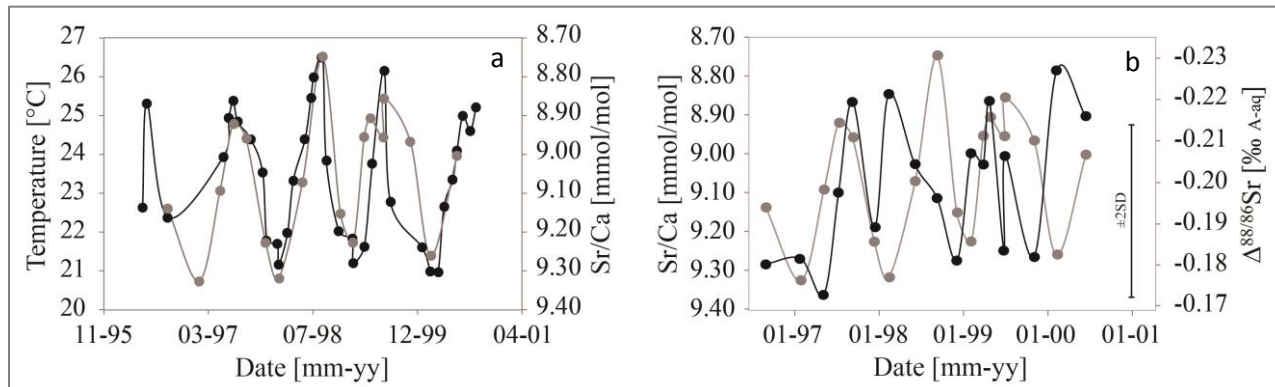 a
Temperature [°C]
27
26
25
24
23
22
21
20
8.70
8.80
8.90
9.00
9.10
9.20
9.30
9.40
Sr/Ca [mmol/mol]
11-95 03-97 07-98 12-99 04-01
Date [mm-yy]
b
Sr/Ca [mmol/mol]
8.70
8.80
8.90
9.00
9.10
9.20
9.30
9.40
-0.23
-0.22
-0.21
-0.20
-0.19
-0.18
-0.17
±2SD
Δ88/86Sr [‰ A-aq]
01-97 01-98 01-99 01-00 01-01
Date [mm-yy]